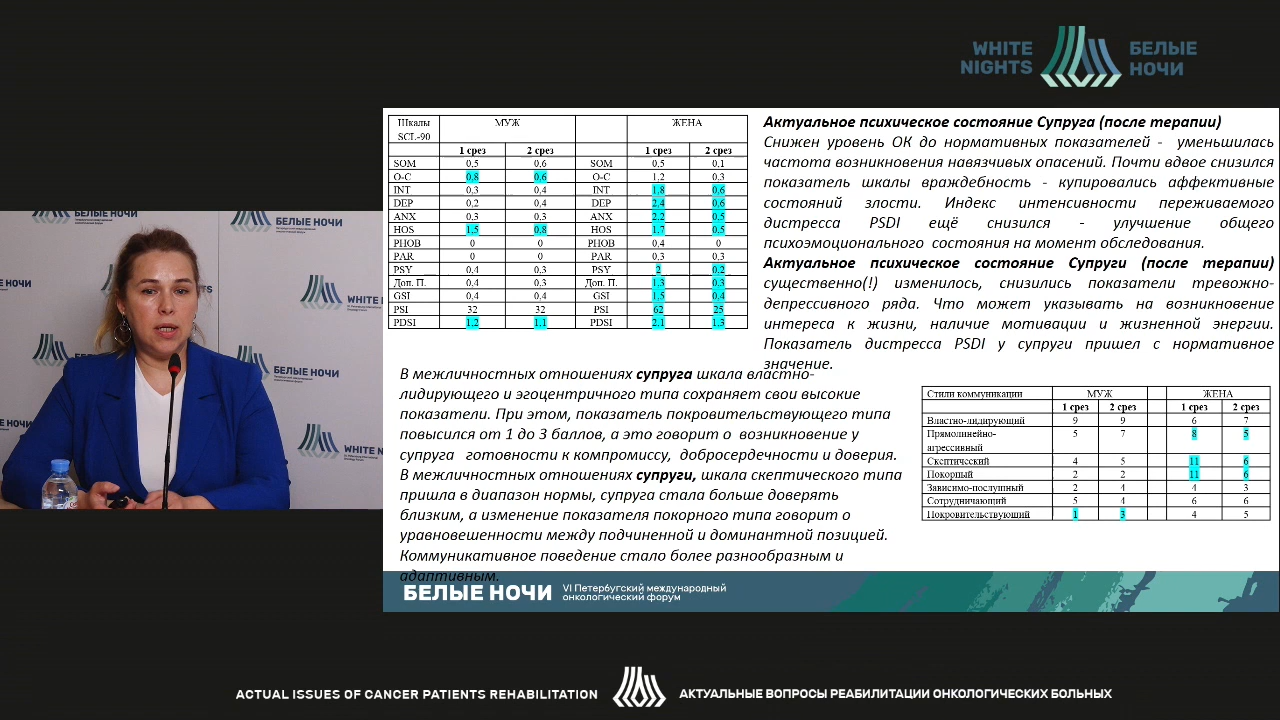 WHITE NIGHTS
БЕЛЫЕ НОЧИ
Шкалы SCL-90 МУЖ ЖЕНА
1 срез 2 срез 1 срез 2 срез
SOM 0,5 0,6 SOM 0,5 0,1
O-C 0,8 0,6 O-C 1,2 0,3
INT 0,3 0,4 INT 1,8 0,6
DEP 0,2 0,4 DEP 2,4 0,6
ANX 0,3 0,3 ANX 2,2 0,5
HOS 1,5 0,8 HOS 1,7 0,5
PHOB 0 0 PHOB 0,4 0
PAR 0 0 PAR 0,3 0,3
PSY 0,4 0,3 PSY 2 0,2
Доп. П. 0,4 0,3 Доп. П. 1,3 0,3
GSI 0,4 0,4 GSI 1,5 0,4
PSI 32 32 PSI 62 25
PDSI 1,2 1,1 PDSI 2,1 1,3
Актуальное психическое состояние Супруга (после терапии)
Снижен уровень ОК до нормативных показателей - уменьшилась
частота возникновения навязчивых опасений. Почти вдвое снизился
показатель шкалы враждебность - купировались аффективные
состояний злости. Индекс интенсивности переживаемого
дистресса PSDI ещё снизился - улучшение общего
психоэмоционального состояния на момент обследования.
Актуальное психическое состояние Супруги (после терапии)
существенно(!) изменилось, снизились показатели тревожно-
депрессивного ряда. Что может указывать на возникновение
интереса к жизни, наличие мотивации и жизненной энергии.
Показатель дистресса PSDI у супруги пришел с нормативное
значение.
В межличностных отношениях супруга шкала властно-
лидирующего и эгоцентричного типа сохраняет свои высокие
показатели. При этом, показатель покровительствующего типа
повысился от 1 до 3 баллов, а это говорит о возникновение у
супруга готовности к компромиссу, добросердечности и доверия.
В межличностных отношениях супруги, шкала скептического типа
пришла в диапазон нормы, супруга стала больше доверять
близким, а изменение показателя покорного типа говорит о
уравновешенности между подчиненной и доминантной позицией.
Коммуникативное поведение стало более разнообразным и
адаптивным.
Стили коммуникации МУЖ ЖЕНА
1 срез 2 срез 1 срез 2 срез
Властно-лидирующий 9 9 6 7
Прямолинейно-агрессивный 5 7 8 5
Скептический 4 5 11 6
Покорный 2 2 11 6
Зависимо-послушный 2 4 4 3
Сотрудничающий 5 4 6 6
Покровительствующий 1 3 4 5
БЕЛЫЕ НОЧИ
VI Петербугский международный
онкологический форум
БЕЛЫЕ НОЧИ
WHITE NIGHTS
ACTUAL ISSUES OF CANCER PATIENTS REHABILITATION
АКТУАЛЬНЫЕ ВОПРОСЫ РЕАБИЛИТАЦИИ ОНКОЛОГИЧЕСКИХ БОЛЬНЫХ